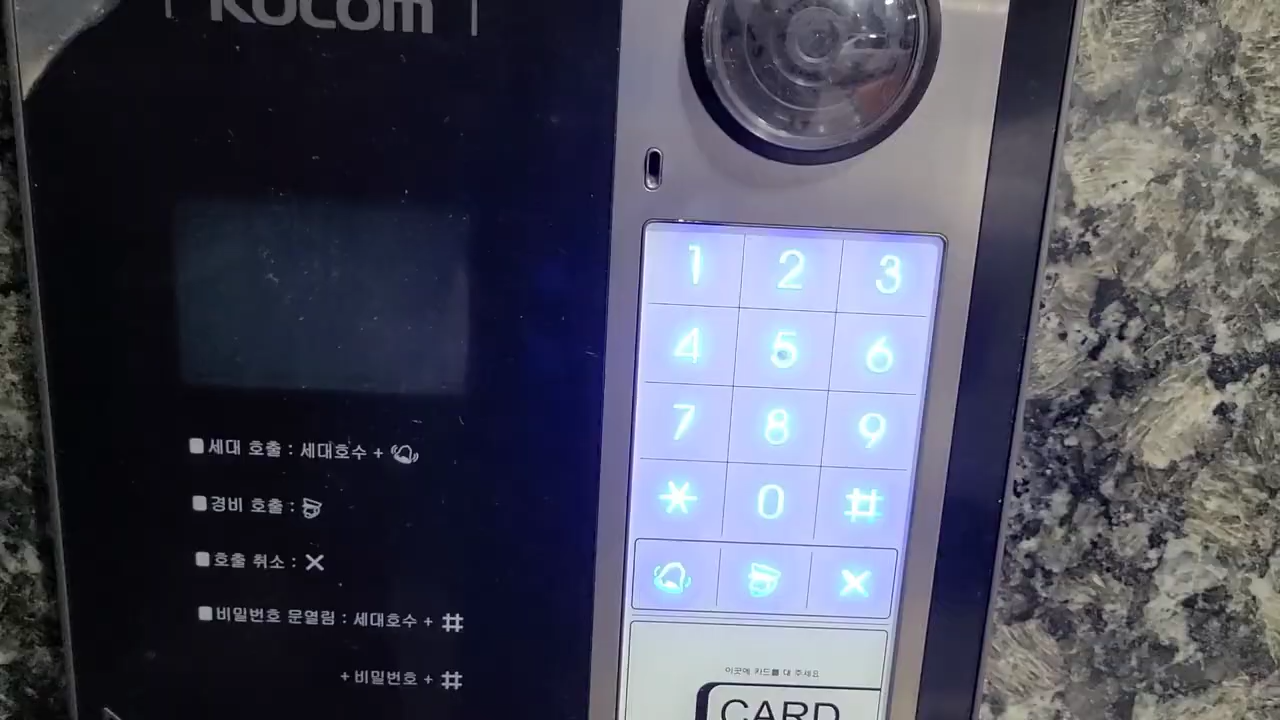 KOCOM
1 2 3
4 5 6
7 8 9
* 0 #
세대 호출 : 세대호수 +
경비 호출 :
호출 취소 : X
비밀번호 문열림 : 세대호수 + #
+ 비밀번호 + #
이곳에 카드를 대 주세요
CARD